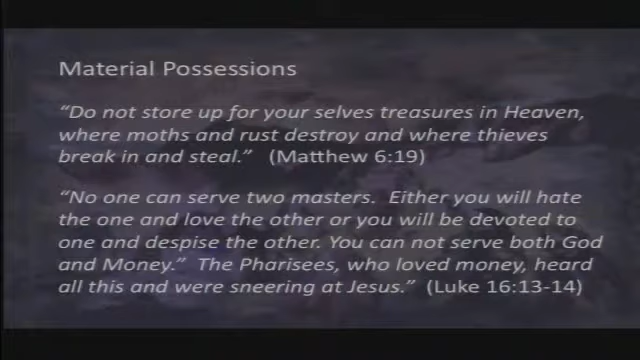 Material Possessions
“Do not store up for your selves treasures in Heaven,
where moths and rust destroy and where thieves
break in and steal.” (Matthew 6:19)
“No one can serve two masters. Either you will hate
the one and love the other or you will be devoted to
one and despise the other. You can not serve both God
and Money.” The Pharisees, who loved money, heard
all this and were sneering at Jesus.” (Luke 16:13-14)